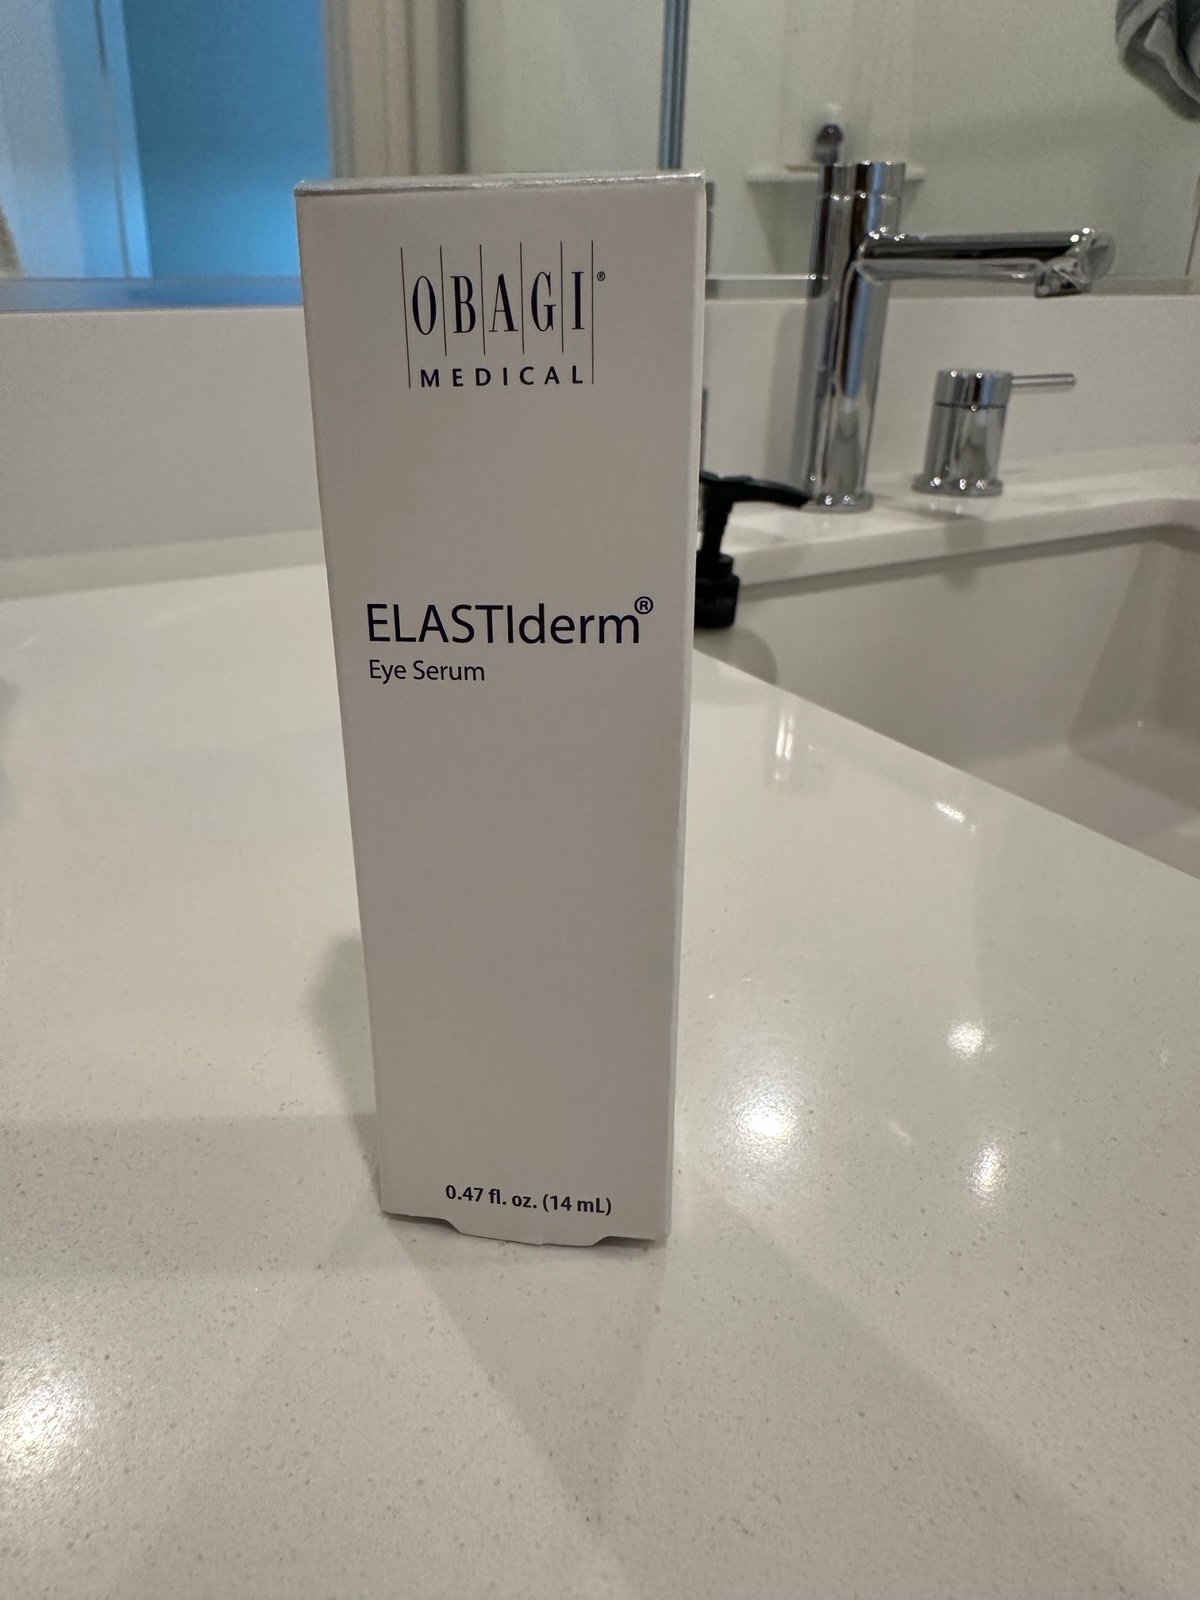 OBAGI®
MEDICAL
ELASTIderm®
Eye Serum
0.47 fl. oz. (14 mL)